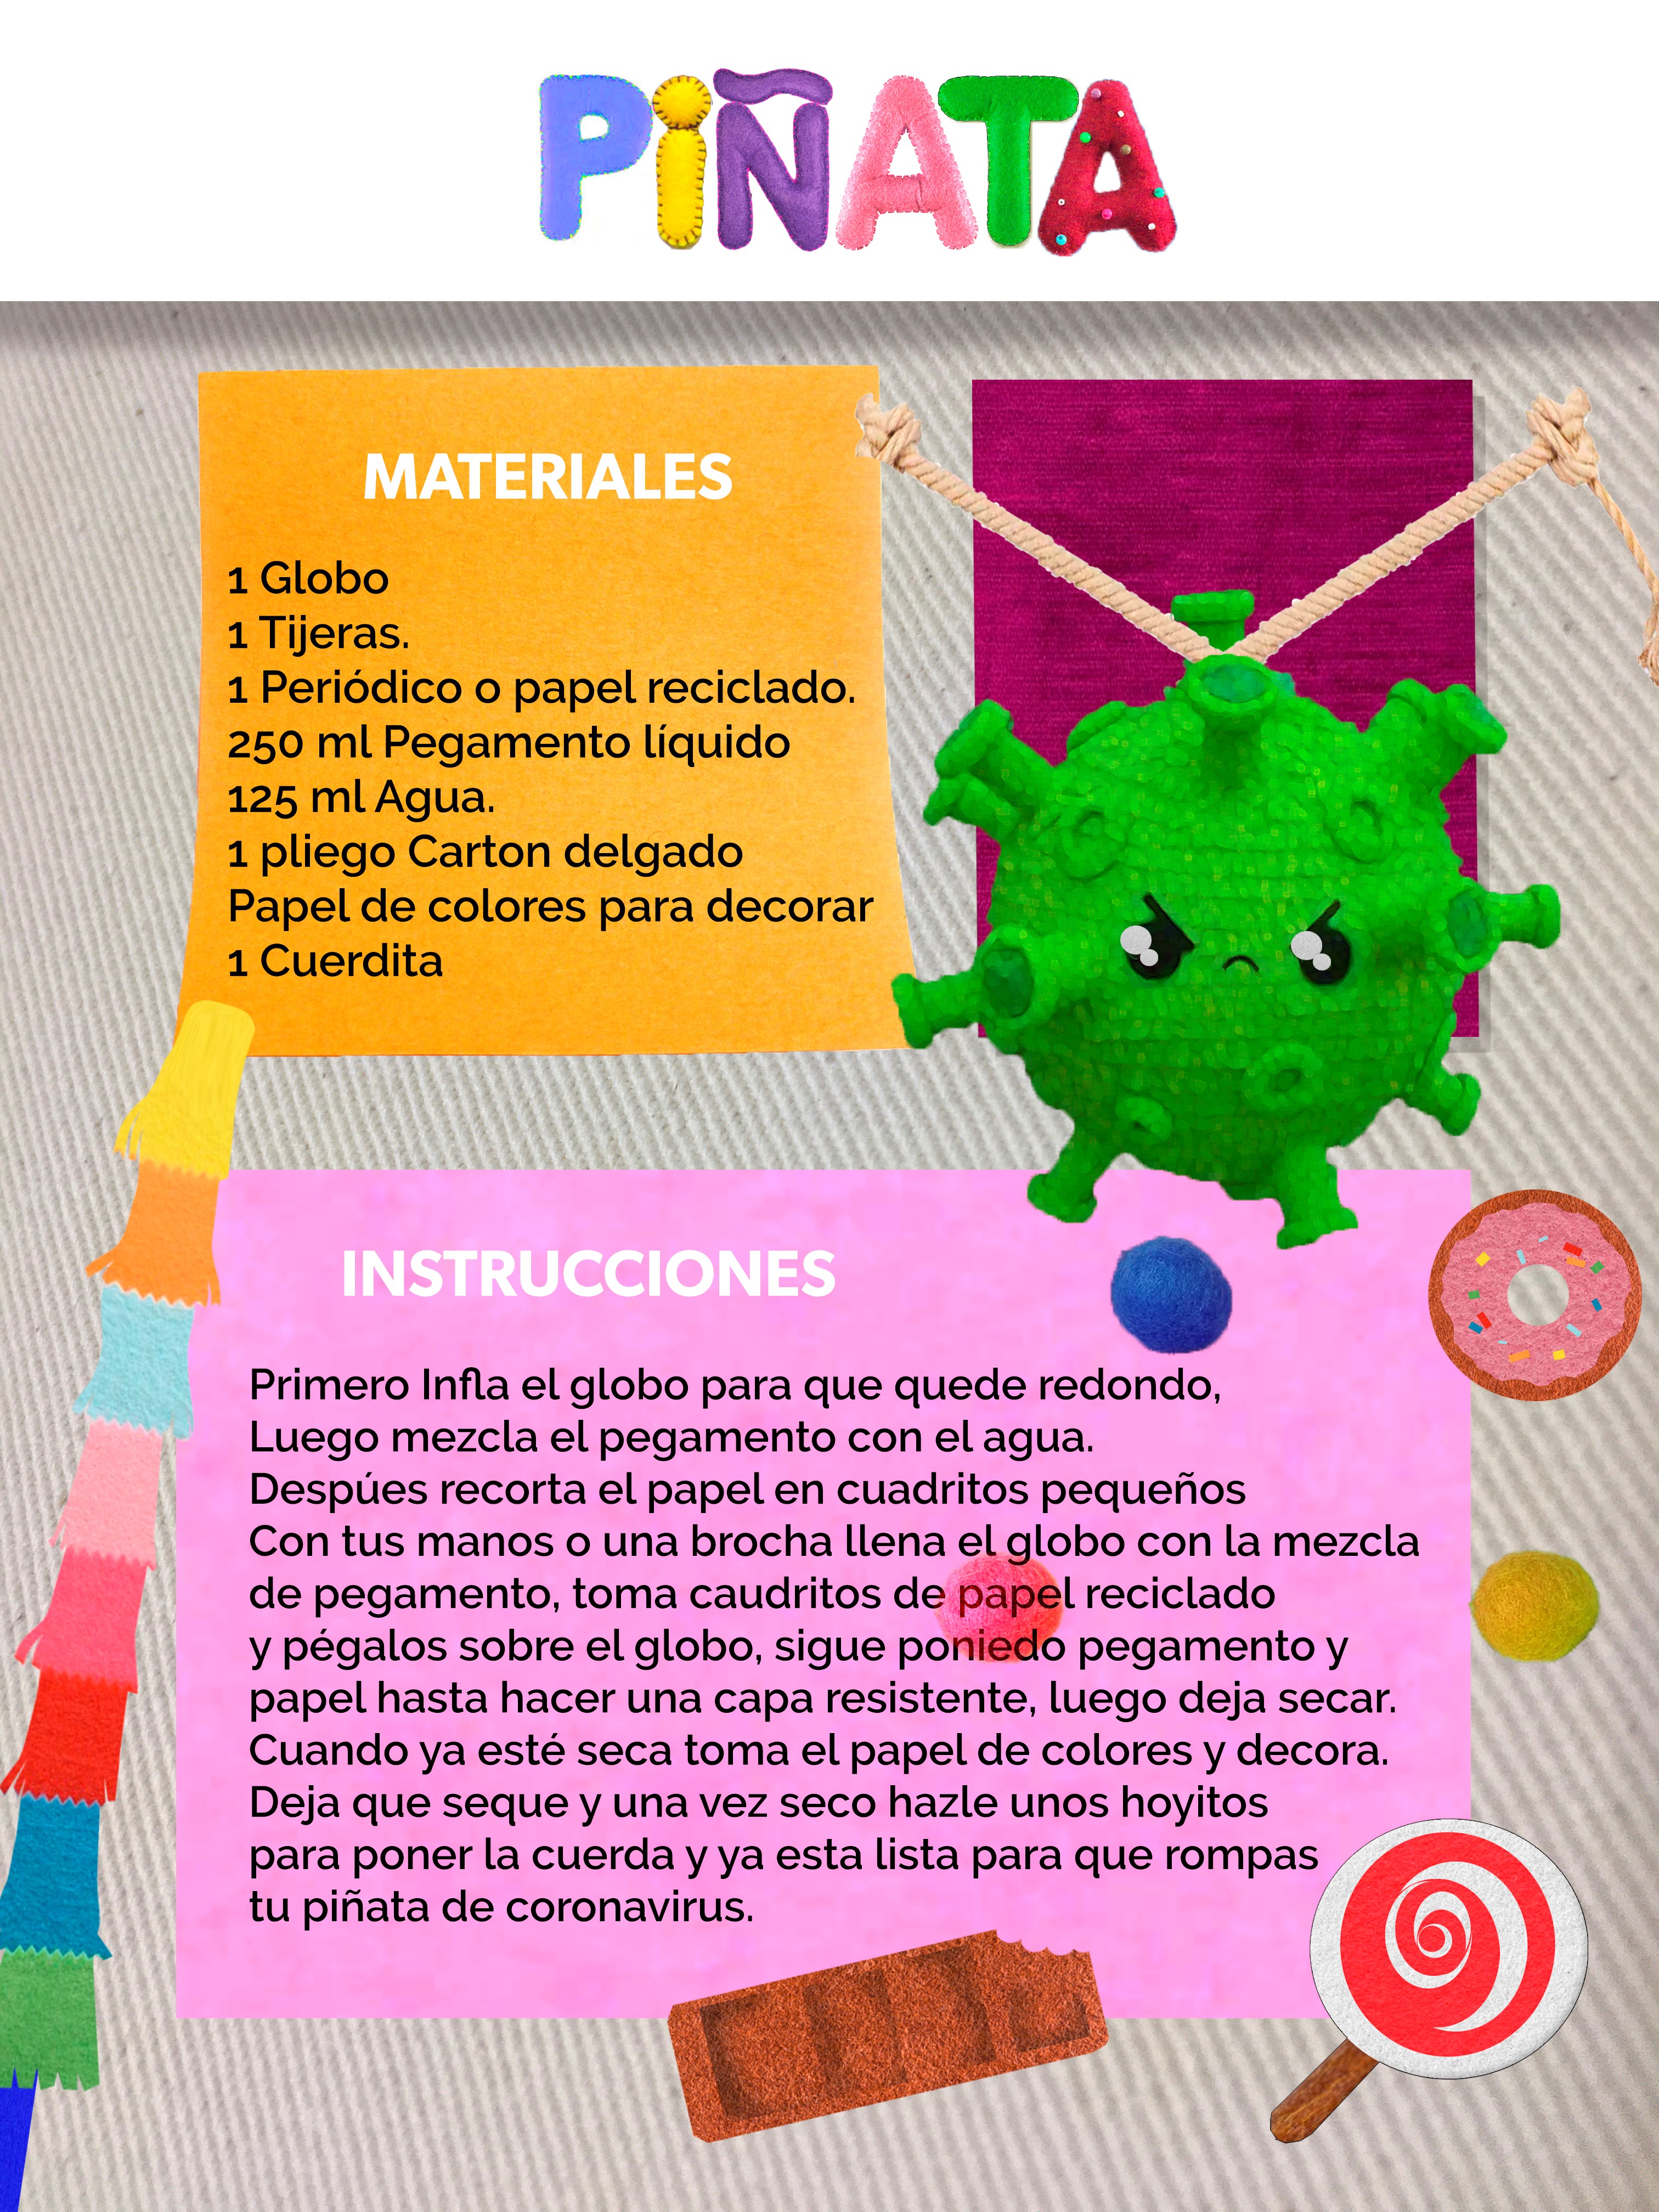 PIÑATA
MATERIALES
1 Globo
1 Tijeras.
1 Periódico o papel reciclado.
250 ml Pegamento líquido
125 ml Agua.
1 pliego Carton delgado
Papel de colores para decorar
1 Cuerdita
INSTRUCCIONES
Primero Infla el globo para que quede redondo,
Luego mezcla el pegamento con el agua.
Despúes recorta el papel en cuadritos pequeños
Con tus manos o una brocha llena el globo con la mezcla
de pegamento, toma caudritos de papel reciclado
y pégalos sobre el globo, sigue poniedo pegamento y
papel hasta hacer una capa resistente, luego deja secar.
Cuando ya esté seca toma el papel de colores y decora.
Deja que seque y una vez seco hazle unos hoyitos
para poner la cuerda y ya esta lista para que rompas
tu piñata de coronavirus.